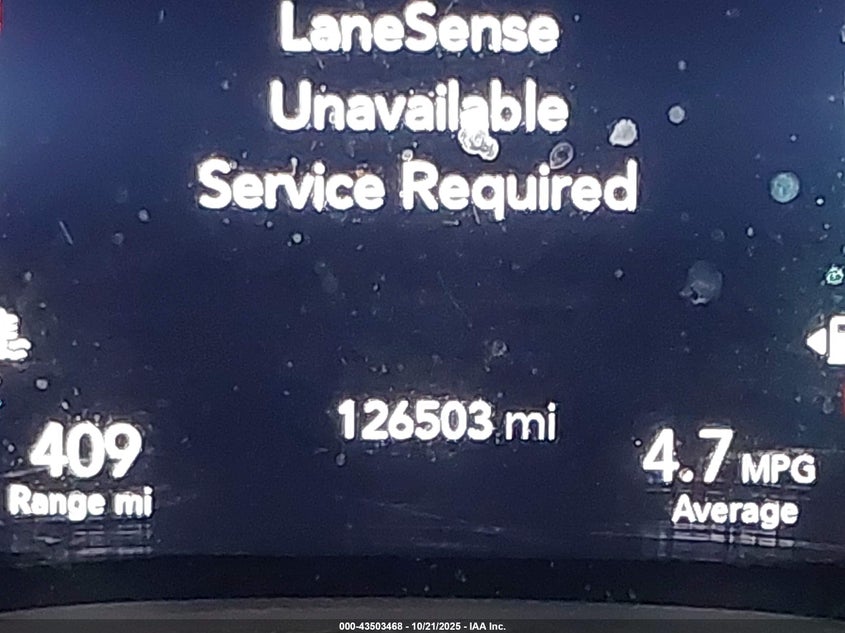 LaneSense
Unavailable
Service Required
126503 mi
409
Range mi
4.7 MPG
Average
000-43503468 - 10/21/2025 - IAA Inc.